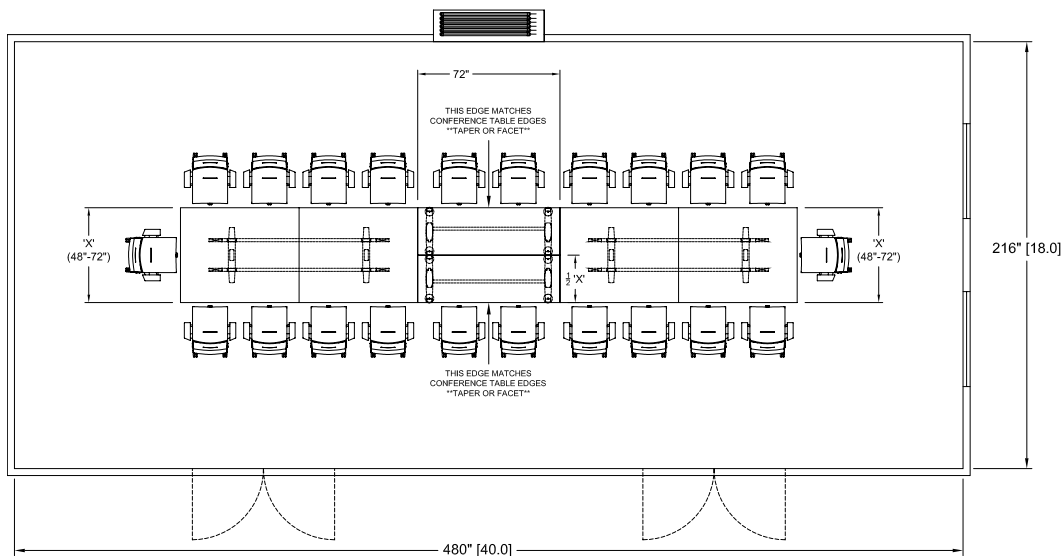 72"
THIS EDGE MATCHES
CONFERENCE TABLE EDGES
**TAPER OR FACET**
'X'
(48"-72")
'X'
(48"-72")
216" [18.0]
½ 'X'
THIS EDGE MATCHES
CONFERENCE TABLE EDGES
**TAPER OR FACET**
480" [40.0]